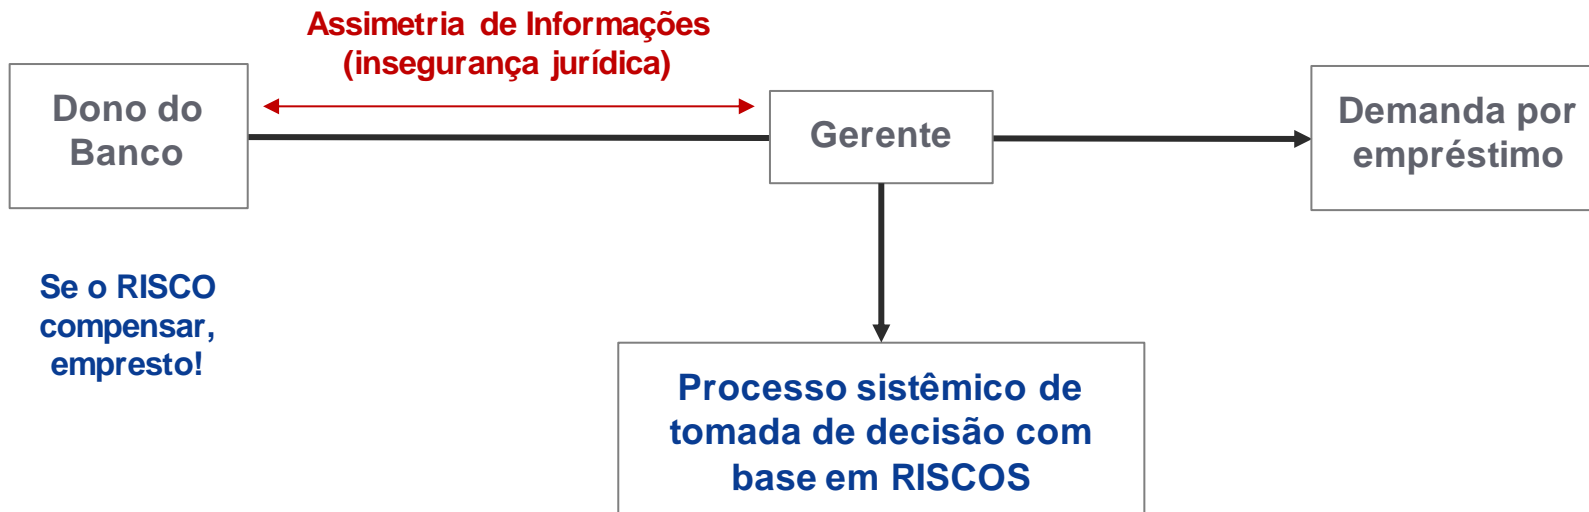 Assimetria de Informações
(insegurança jurídica)
Dono do
Banco
Gerente
Demanda por
empréstimo
Se o RISCO
compensar,
empresto!
Processo sistêmico de
tomada de decisão com
base em RISCOS